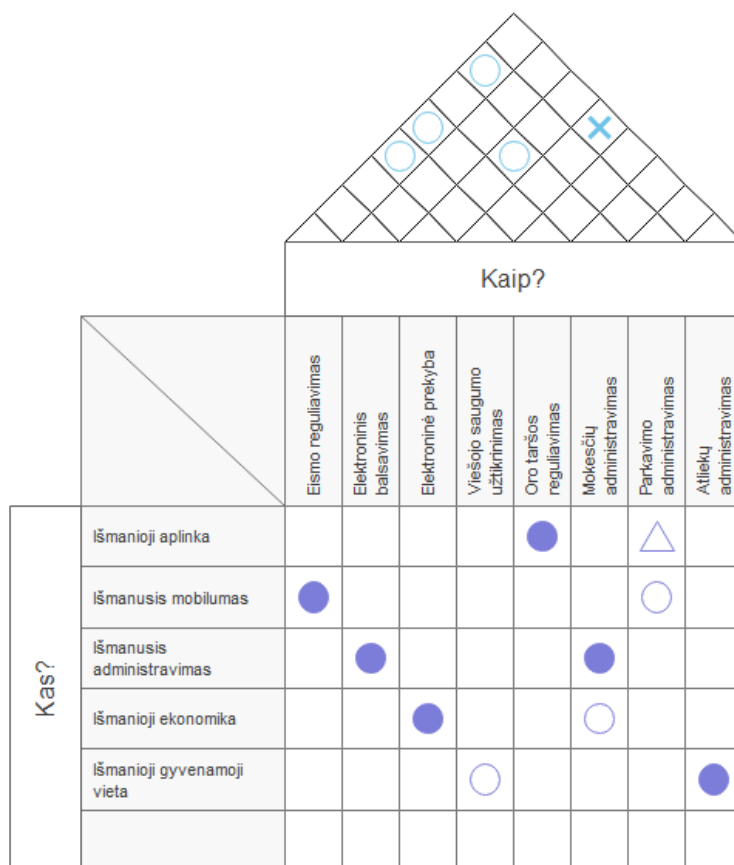 Kaip?
Eismo reguliavimas
Elektroninis
balsavimas
Elektroninė prekyba
Viešojo saugumo
užtikrinimas
Oro taršos
reguliavimas
Mokesčių
administravimas
Parkavimo
administravimas
Atliekų
administravimas
Kas?
Išmanioji aplinka
Išmanusis mobilumas
Išmanusis
administravimas
Išmanioji ekonomika
Išmanioji gyvenamoji
vieta